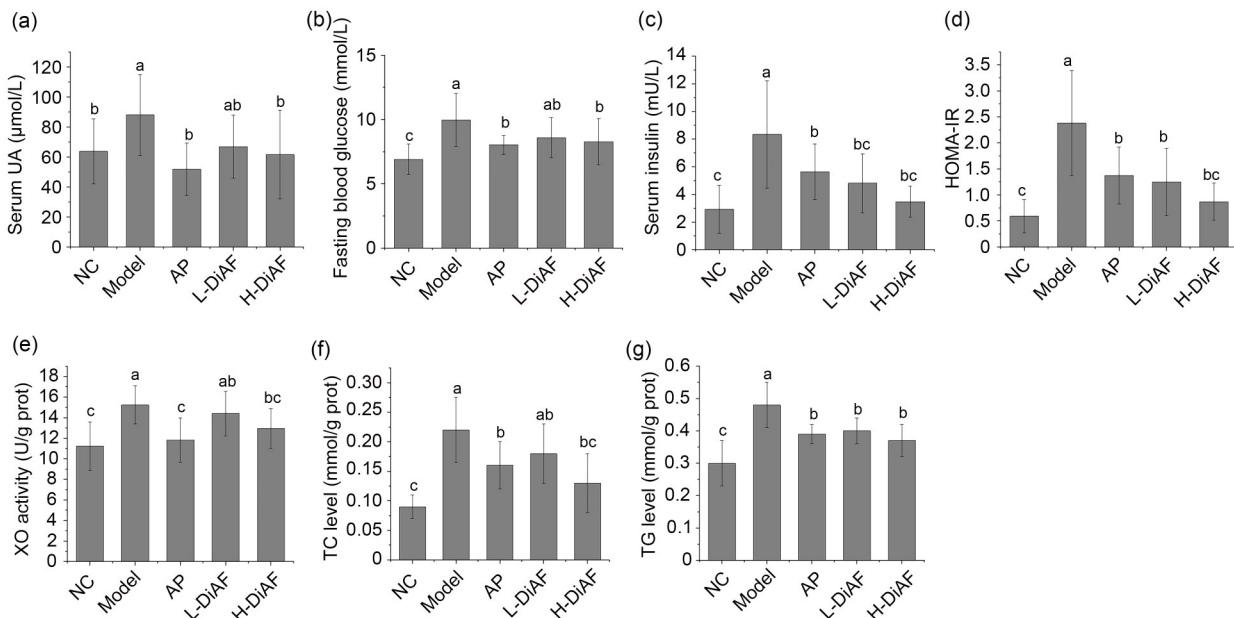 (a)
Serum UA (μmol/L)
120
100
80
60
40
20
0
b
a
b
ab
b
NC
Model
AP
L-DiAF
H-DiAF
(b)
Fasting blood glucose (mmol/L)
15
10
5
0
c
a
b
ab
b
NC
Model
AP
L-DiAF
H-DiAF
(c)
Serum insulin (mU/L)
14
12
10
8
6
4
2
0
c
a
b
bc
bc
NC
Model
AP
L-DiAF
H-DiAF
(d)
HOMA-IR
3.5
3.0
2.5
2.0
1.5
1.0
0.5
0
c
a
b
b
bc
NC
Model
AP
L-DiAF
H-DiAF
(e)
XO activity (U/g prot)
18
16
14
12
10
8
6
4
2
0
c
a
c
ab
bc
NC
Model
AP
L-DiAF
H-DiAF
(f)
TC level (mmol/g prot)
0.30
0.25
0.20
0.15
0.10
0.05
0
c
a
b
ab
bc
NC
Model
AP
L-DiAF
H-DiAF
(g)
TG level (mmol/g prot)
0.6
0.5
0.4
0.3
0.2
0.1
0
c
a
b
b
b
NC
Model
AP
L-DiAF
H-DiAF